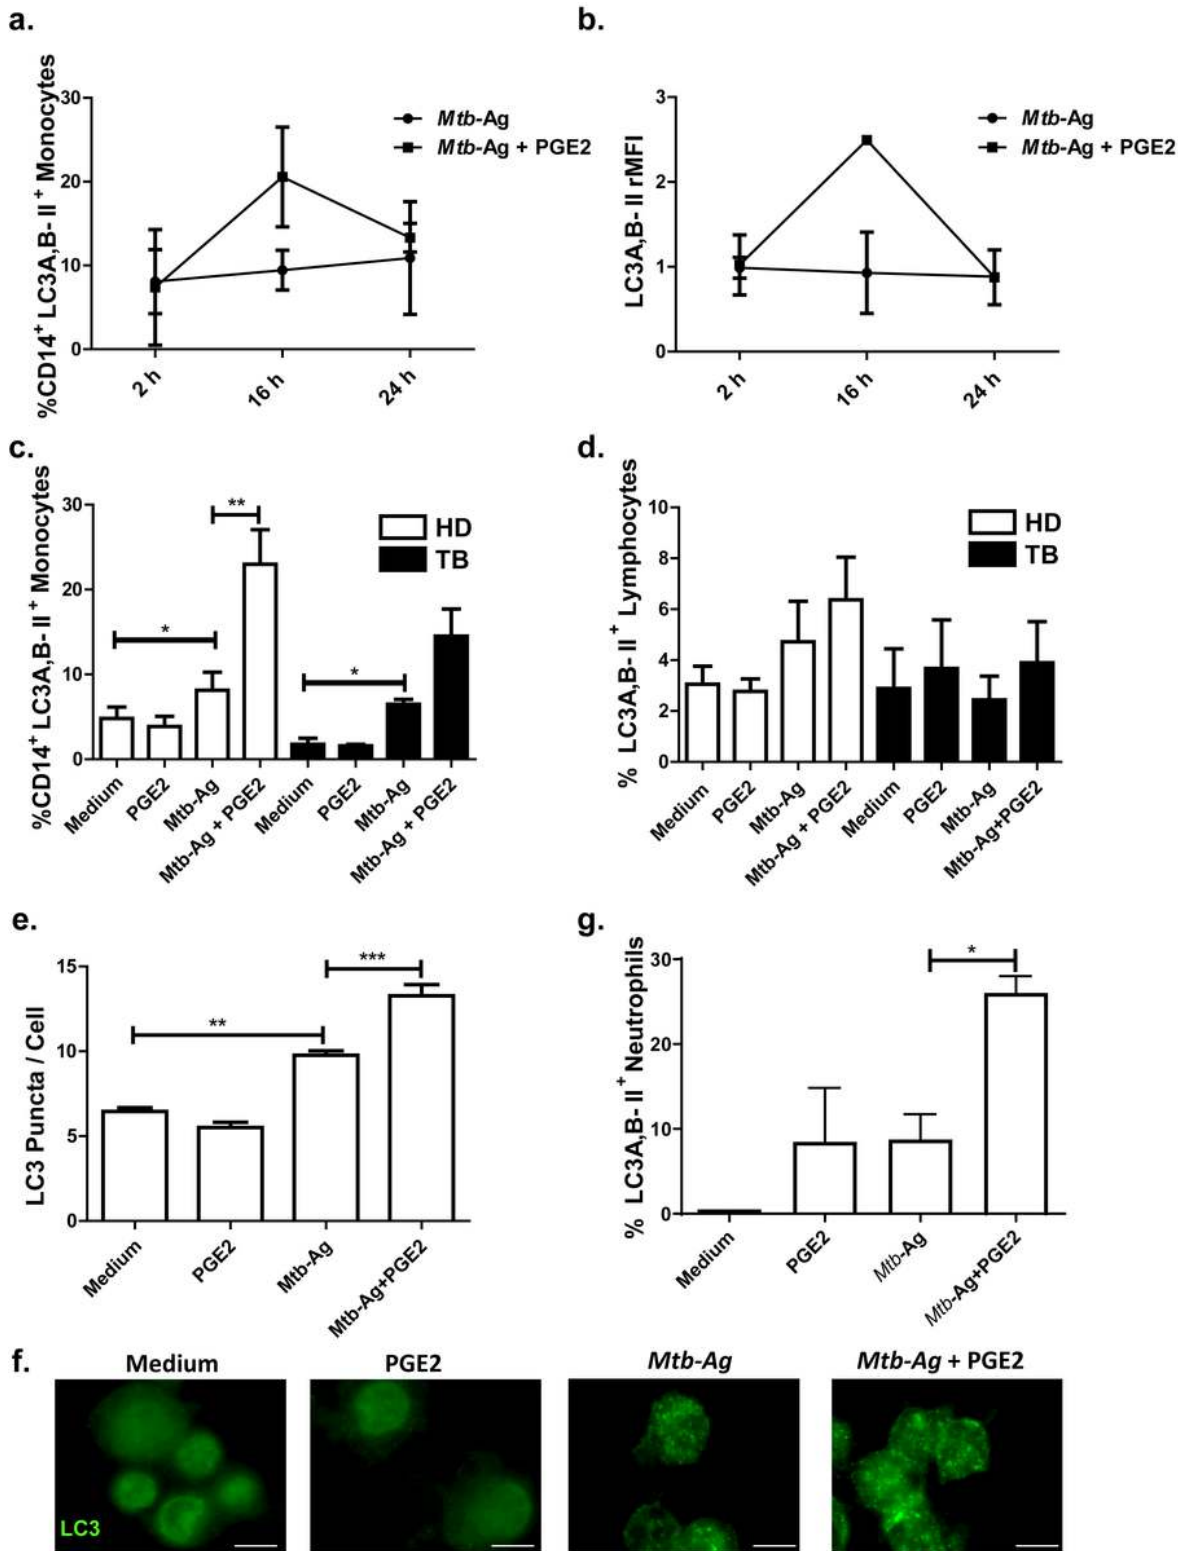 a.
%CD14⁺ LC3A,B- II⁺ Monocytes
30
20
10
0
2 h
16 h
24 h
Mtb-Ag
Mtb-Ag + PGE2
b.
LC3A,B- II rMFI
3
2
1
0
2 h
16 h
24 h
Mtb-Ag
Mtb-Ag + PGE2
c.
%CD14⁺ LC3A,B- II⁺ Monocytes
30
20
10
0
*
**
*
HD
TB
Medium
PGE2
Mtb-Ag
Mtb-Ag + PGE2
Medium
PGE2
Mtb-Ag
Mtb-Ag + PGE2
d.
% LC3A,B- II⁺ Lymphocytes
10
8
6
4
2
0
HD
TB
Medium
PGE2
Mtb-Ag
Mtb-Ag + PGE2
Medium
PGE2
Mtb-Ag
Mtb-Ag+PGE2
e.
LC3 Puncta / Cell
15
10
5
0
**
***
Medium
PGE2
Mtb-Ag
Mtb-Ag+PGE2
g.
% LC3A,B- II⁺ Neutrophils
30
20
10
0
*
Medium
PGE2
Mtb-Ag
Mtb-Ag+PGE2
f.
Medium
PGE2
Mtb-Ag
Mtb-Ag + PGE2
LC3